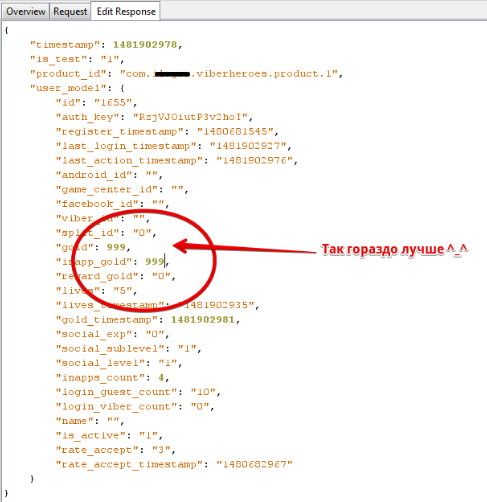 Overview Request Edit Response
{
"timestamp": 1481902978,
"is_test": "1",
"product_id": "com. .viberheroes.product.1",
"user_model": {
"id": "1655",
"auth_key": "RzjVJOiutP3v2hoI",
"register_timestamp": "1480681545",
"last_login_timestamp": "1481902927",
"last_action_timestamp": "1481902976",
"android_id": "",
"game_center_id": "",
"facebook_id": "",
"viber_id": "",
"split_id": "0",
"gold": 999,
"inapp_gold": 999,
"regard_gold": "0",
"lives": "5",
"lives_timestamp": "1481902935",
"gold_timestamp": 1481902981,
"social_exp": "0",
"social_sublevel": "1",
"social_level": "1",
"inapps_count": 4,
"login_guest_count": "10",
"login_viber_count": "0",
"name": "",
"is_active": "1",
"rate_accept": "3",
"rate_accept_timestamp": "1480682967"
}
}
Так гораздо лучше ^_^